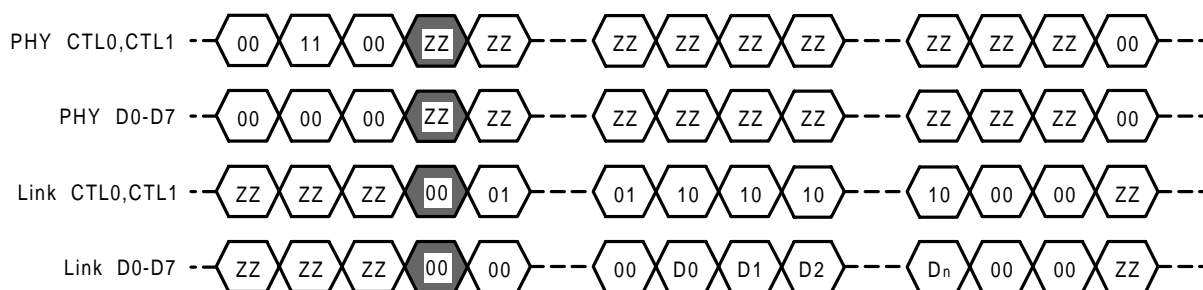 PHY CTL0,CTL1 00 11 00 ZZ ZZ ZZ ZZ ZZ ZZ ZZ ZZ ZZ 00
PHY D0-D7 00 00 00 ZZ ZZ ZZ ZZ ZZ ZZ ZZ ZZ ZZ 00
Link CTL0,CTL1 ZZ ZZ ZZ 00 01 01 10 10 10 10 00 00 ZZ
Link D0-D7 ZZ ZZ ZZ 00 00 00 D0 D1 D2 Dn 00 00 ZZ